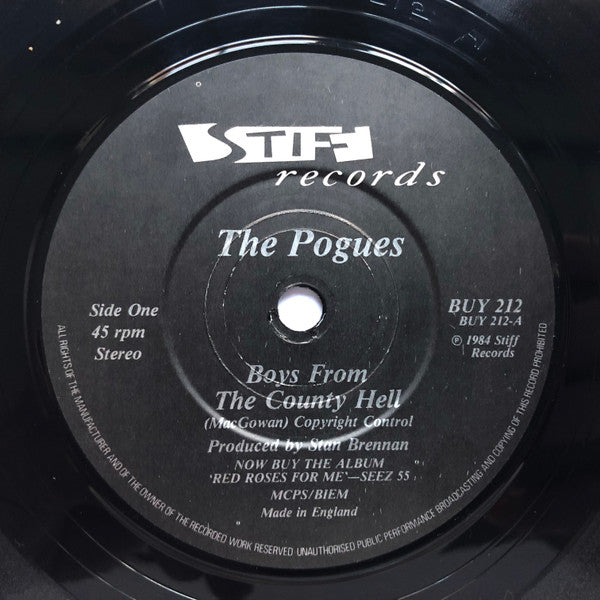 STIFF
records
The Pogues
Side One
45 rpm
Stereo
BUY 212
BUY 212-A
℗ 1984 Stiff
Records
Boys From
The County Hell
(MacGowan) Copyright Control
Produced by Stan Brennan
NOW BUY THE ALBUM
'RED ROSES FOR ME'—SEEZ 55
MCPS/BIEM
Made in England
ALL RIGHTS OF THE MANUFACTURER AND OF THE OWNER OF THE RECORDED WORK RESERVED UNAUTHORISED PUBLIC PERFORMANCE BROADCASTING AND COPYING OF THIS RECORD PROHIBITED